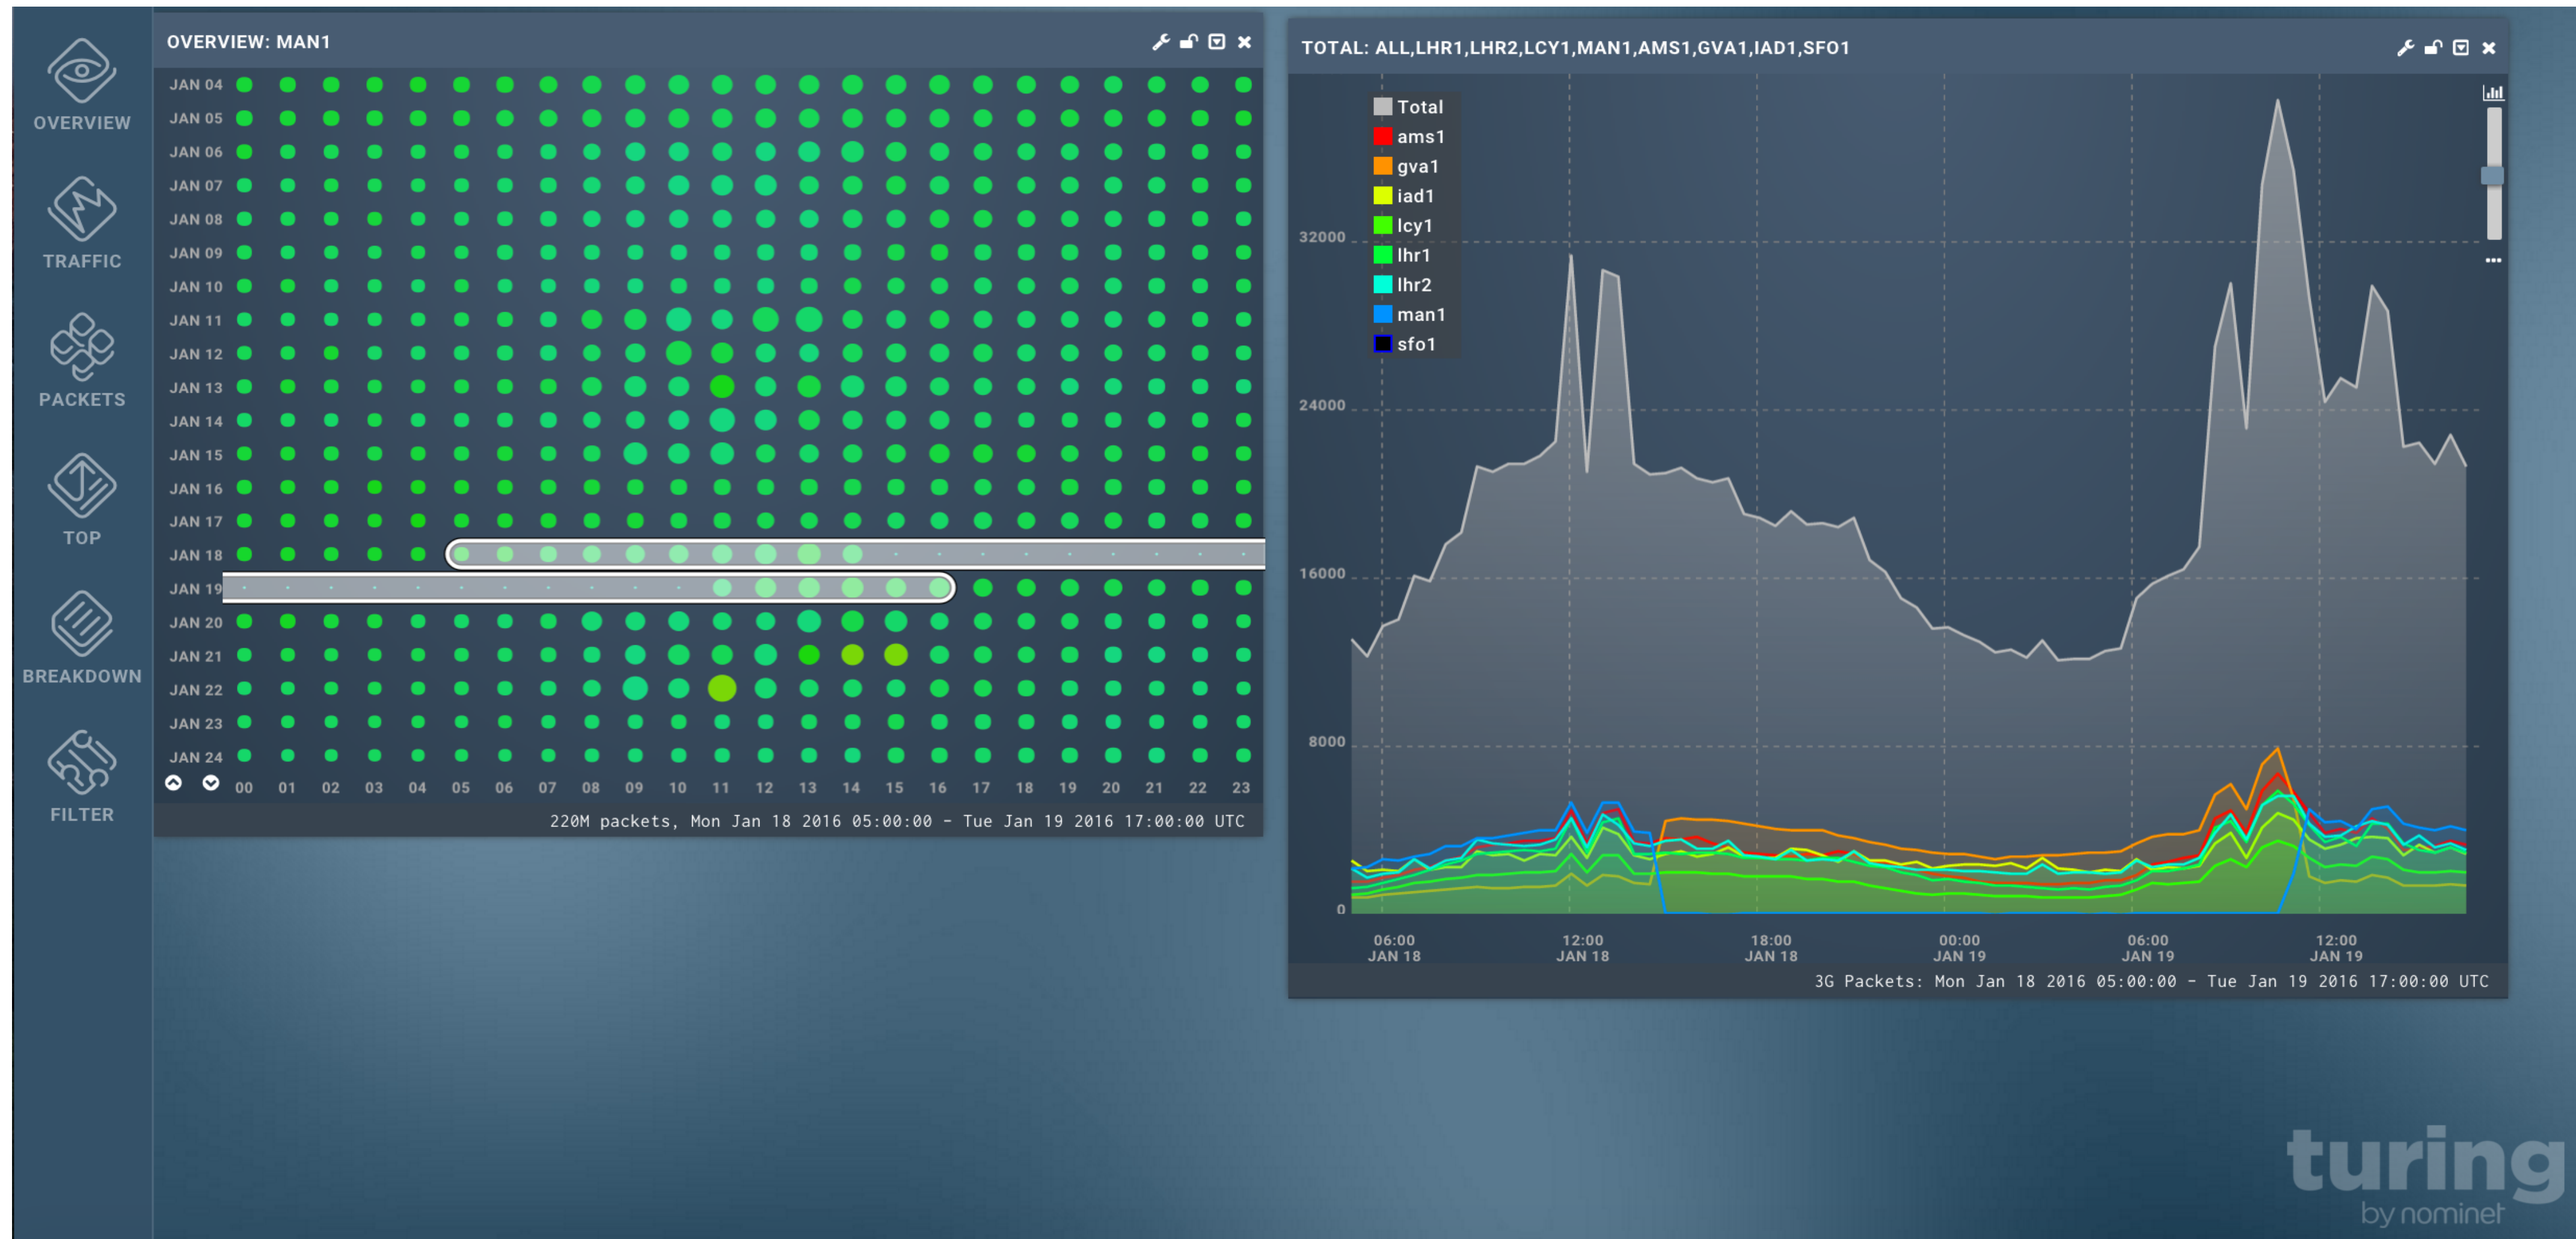 OVERVIEW
TRAFFIC
PACKETS
TOP
BREAKDOWN
FILTER
OVERVIEW: MAN1
JAN 04
JAN 05
JAN 06
JAN 07
JAN 08
JAN 09
JAN 10
JAN 11
JAN 12
JAN 13
JAN 14
JAN 15
JAN 16
JAN 17
JAN 18
JAN 19
JAN 20
JAN 21
JAN 22
JAN 23
JAN 24
00 01 02 03 04 05 06 07 08 09 10 11 12 13 14 15 16 17 18 19 20 21 22 23
220M packets, Mon Jan 18 2016 05:00:00 - Tue Jan 19 2016 17:00:00 UTC
TOTAL: ALL,LHR1,LHR2,LCY1,MAN1,AMS1,GVA1,IAD1,SFO1
Total
ams1
gva1
iad1
lcy1
lhr1
lhr2
man1
sfo1
32000
24000
16000
8000
0
06:00 12:00 18:00 00:00 06:00 12:00
JAN 18 JAN 18 JAN 18 JAN 19 JAN 19 JAN 19
3G Packets: Mon Jan 18 2016 05:00:00 - Tue Jan 19 2016 17:00:00 UTC
turing
by nominet